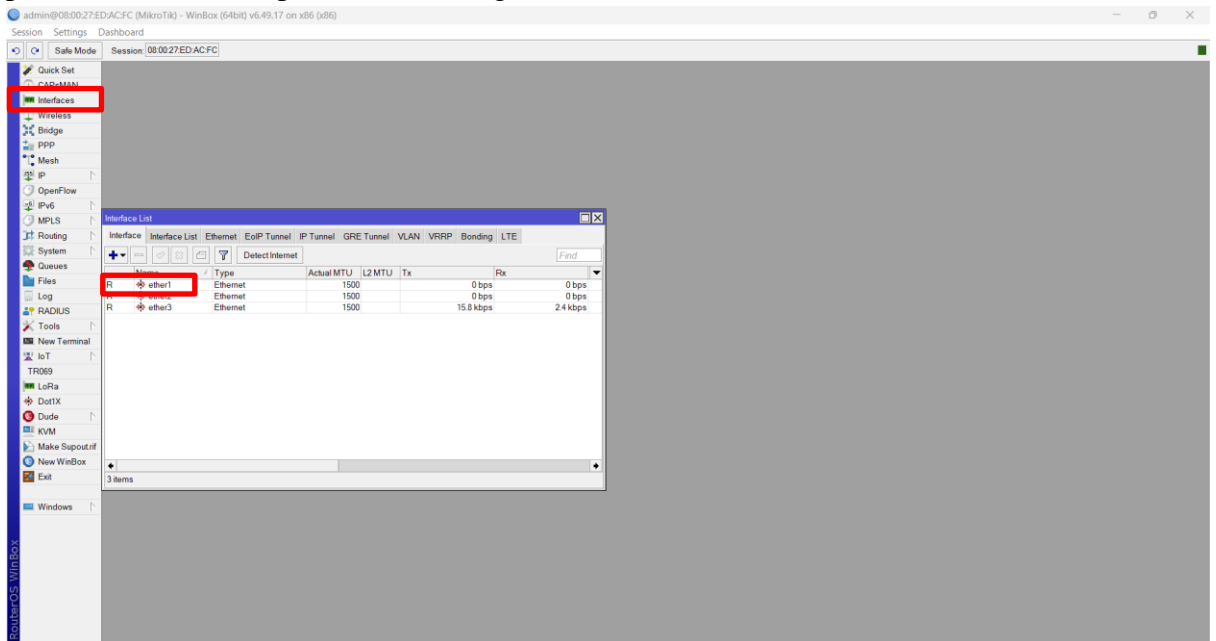 admin@08:00:27:ED:AC:FC (MikroTik) - WinBox (64bit) v6.49.17 on x86 (x86)
Session Settings Dashboard
Safe Mode Session: 08:00:27:ED:AC:FC
Quick Set
CAPsMAN
Interfaces
Wireless
Bridge
PPP
Mesh
IP
OpenFlow
IPv6
MPLS
Routing
System
Queues
Files
Log
RADIUS
Tools
New Terminal
IoT
TR069
LoRa
Dot1X
Dude
KVM
Make Supout.rif
New WinBox
Exit
Windows
RouterOS WinBox
Interface List
Interface Interface List Ethernet EoIP Tunnel IP Tunnel GRE Tunnel VLAN VRRP Bonding LTE
Detect Internet Find
Name Type Actual MTU L2 MTU Tx Rx
R ether1 Ethernet 1500 0 bps 0 bps
R ether2 Ethernet 1500 0 bps 0 bps
R ether3 Ethernet 1500 15.8 kbps 2.4 kbps
3 items